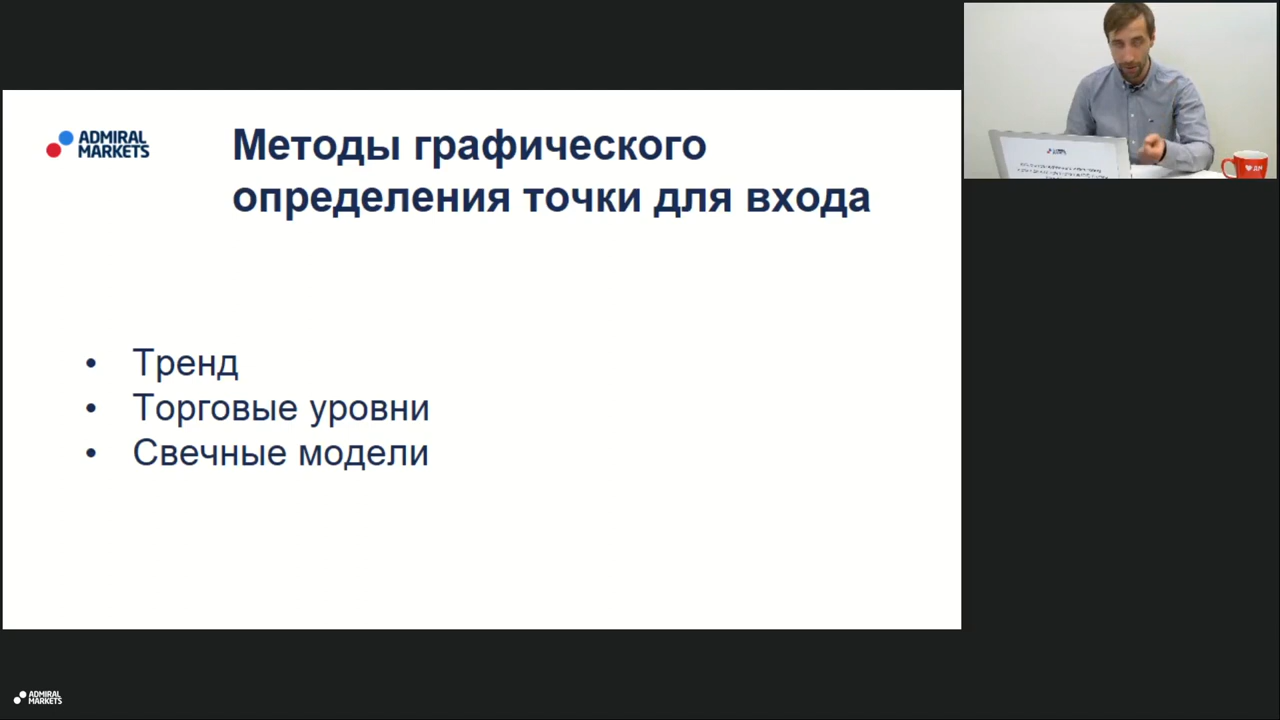 ADMIRAL
MARKETS
Методы графического
определения точки для входа
• Тренд
• Торговые уровни
• Свечные модели
ADMIRAL
MARKETS